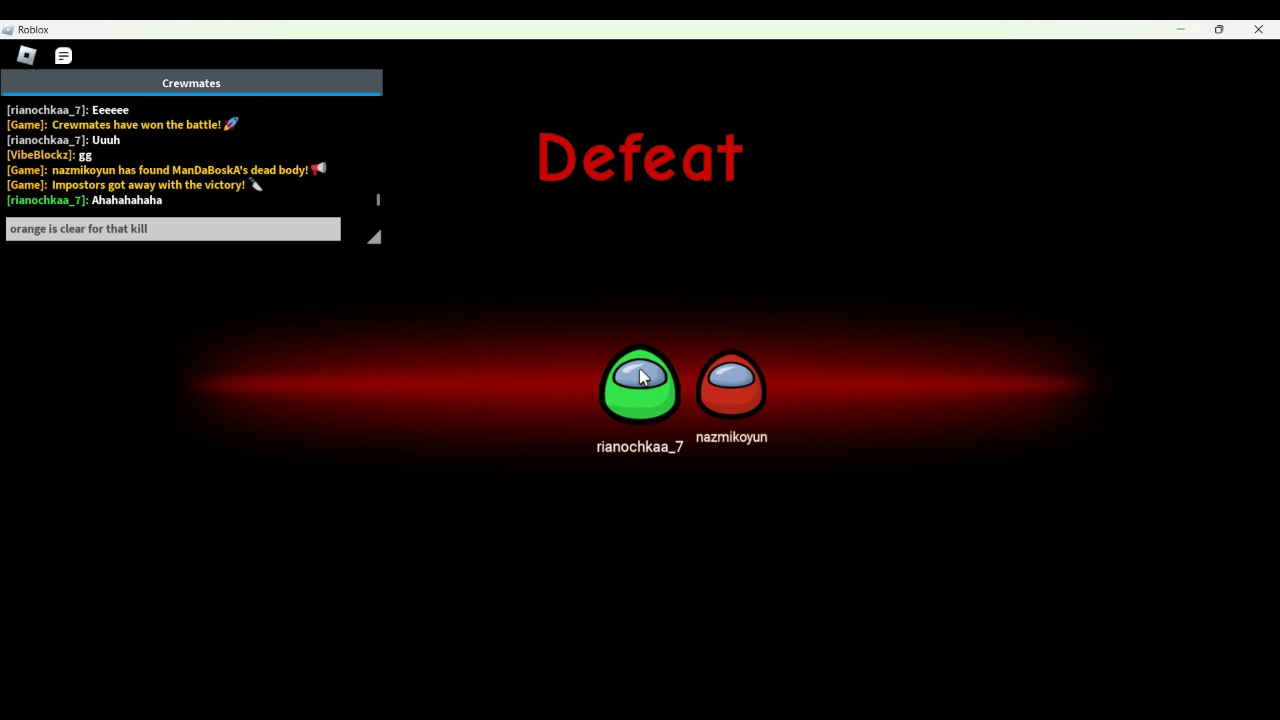 Roblox
Crewmates
[rianochkaa_7]: Eeeeee
[Game]: Crewmates have won the battle! 🚀
[rianochkaa_7]: Uuuh
[VibeBlockz]: gg
[Game]: nazmikoyun has found ManDaBoskA's dead body! 📢
[Game]: Impostors got away with the victory! 🔪
[rianochkaa_7]: Ahahahahaha
orange is clear for that kill
Defeat
rianochkaa_7
nazmikoyun